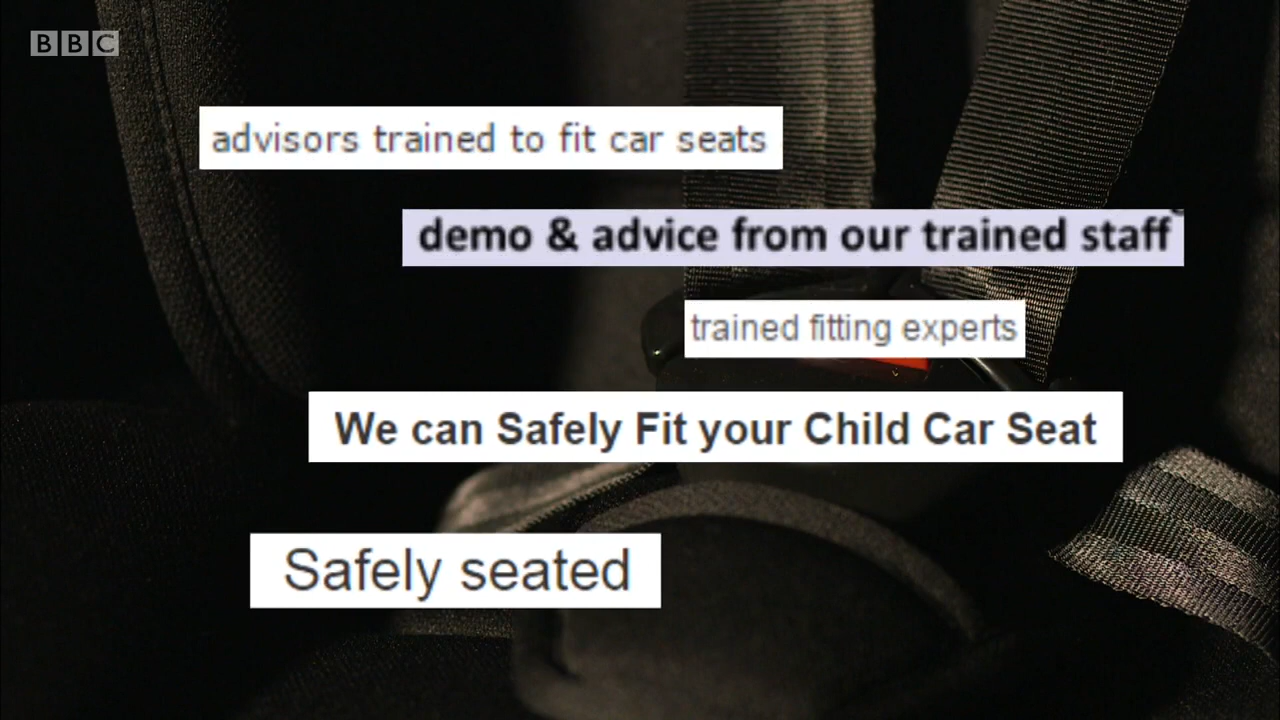 BBC
advisors trained to fit car seats
demo & advice from our trained staff
trained fitting experts
We can Safely Fit your Child Car Seat
Safely seated